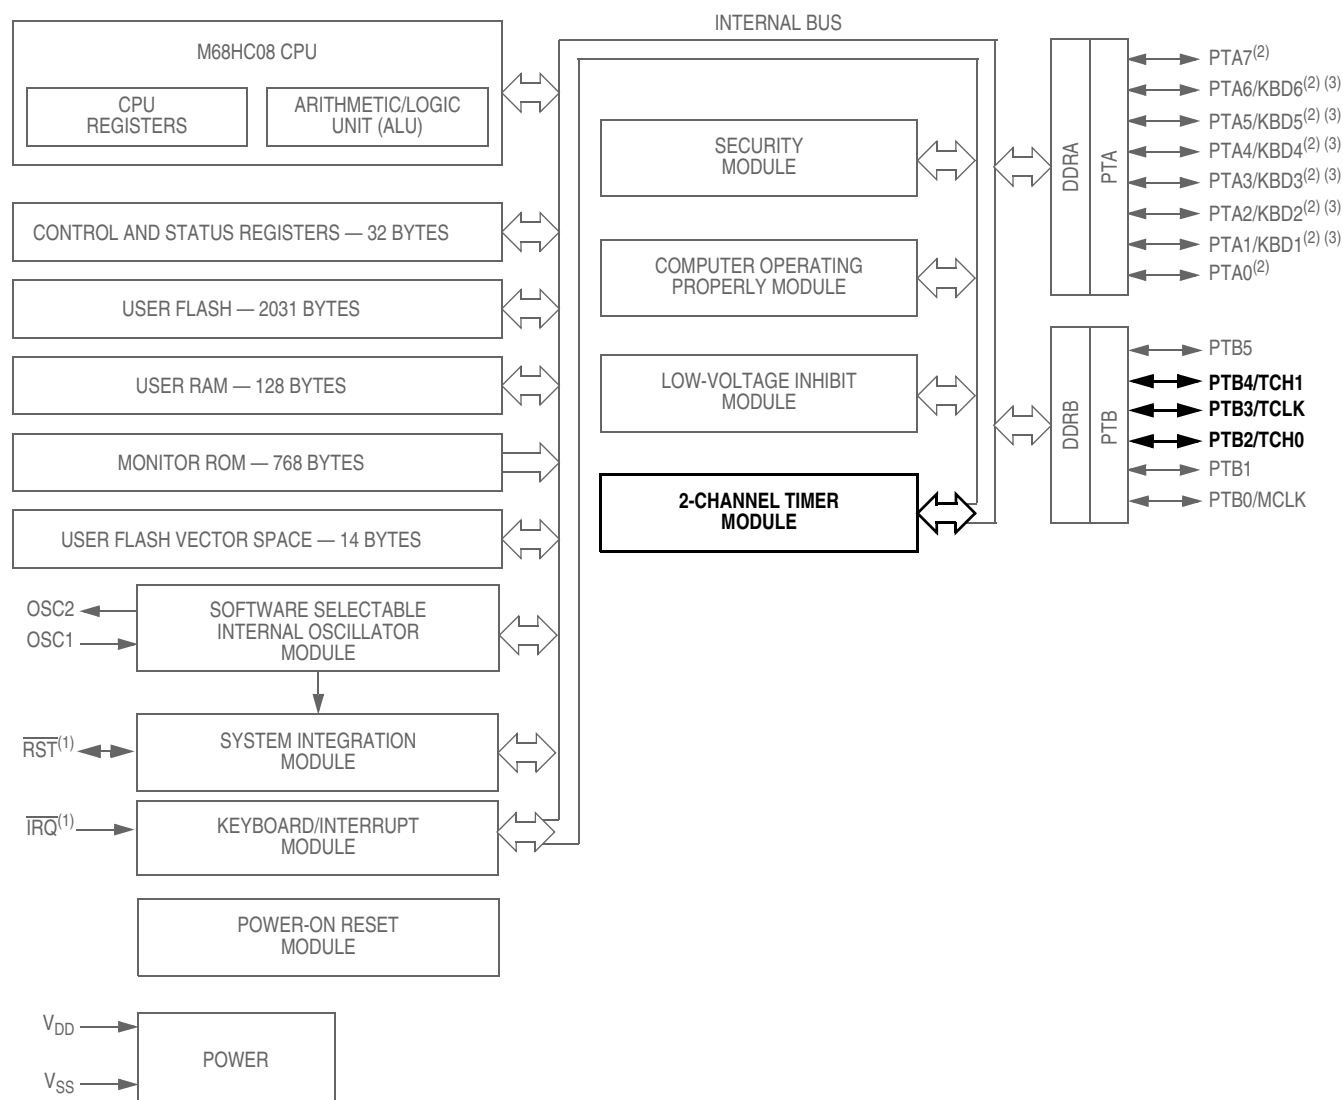 INTERNAL BUS
M68HC08 CPU
CPU
REGISTERS
ARITHMETIC/LOGIC
UNIT (ALU)
CONTROL AND STATUS REGISTERS — 32 BYTES
USER FLASH — 2031 BYTES
USER RAM — 128 BYTES
MONITOR ROM — 768 BYTES
USER FLASH VECTOR SPACE — 14 BYTES
OSC2
OSC1
SOFTWARE SELECTABLE
INTERNAL OSCILLATOR
MODULE
RST(1)
SYSTEM INTEGRATION
MODULE
IRQ(1)
KEYBOARD/INTERRUPT
MODULE
POWER-ON RESET
MODULE
VDD
VSS
POWER
SECURITY
MODULE
COMPUTER OPERATING
PROPERLY MODULE
LOW-VOLTAGE INHIBIT
MODULE
2-CHANNEL TIMER
MODULE
DDRA
PTA
PTA7(2)
PTA6/KBD6(2) (3)
PTA5/KBD5(2) (3)
PTA4/KBD4(2) (3)
PTA3/KBD3(2) (3)
PTA2/KBD2(2) (3)
PTA1/KBD1(2) (3)
PTA0(2)
DDRB
PTB
PTB5
PTB4/TCH1
PTB3/TCLK
PTB2/TCH0
PTB1
PTB0/MCLK